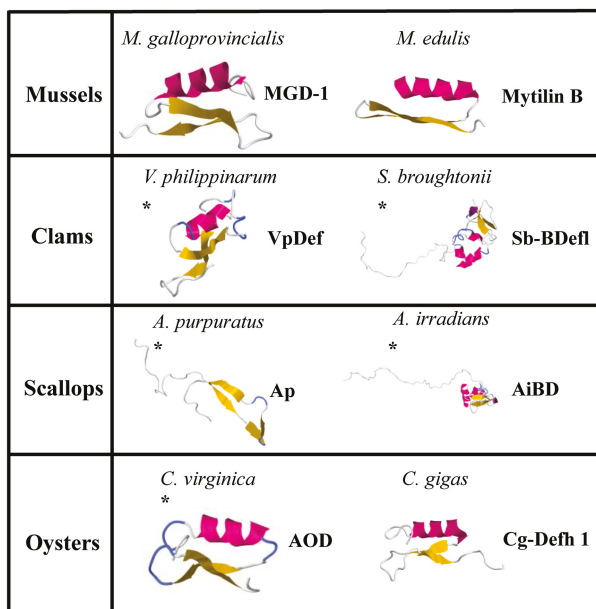 M. galloprovincialis M. edulis
Mussels MGD-1 Mytilin B
V. philippinarum S. broughtonii
* *
Clams VpDef Sb-BDefl
A. purpuratus A. irradians
* *
Scallops Ap AiBD
C. virginica C. gigas
*
Oysters AOD Cg-Defh 1